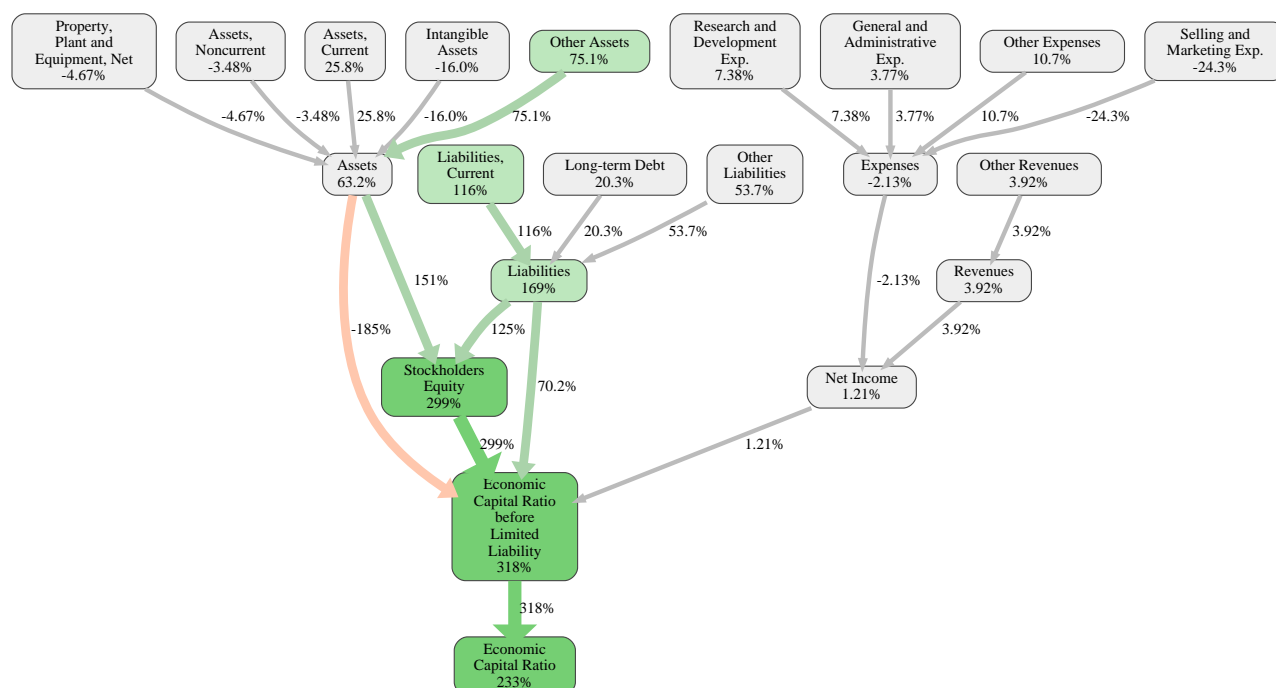 Property,
Plant and
Equipment, Net
-4.67%
Assets,
Noncurrent
-3.48%
Assets,
Current
25.8%
Intangible
Assets
-16.0%
Other Assets
75.1%
Research and
Development
Exp.
7.38%
General and
Administrative
Exp.
3.77%
Other Expenses
10.7%
Selling and
Marketing Exp.
-24.3%
-4.67%
-3.48%
25.8%
-16.0%
75.1%
7.38%
3.77%
10.7%
-24.3%
Assets
63.2%
Liabilities,
Current
116%
Long-term Debt
20.3%
Other
Liabilities
53.7%
Expenses
-2.13%
Other Revenues
3.92%
116%
20.3%
53.7%
3.92%
Liabilities
169%
Revenues
3.92%
151%
-185%
125%
-2.13%
3.92%
Stockholders
Equity
299%
70.2%
Net Income
1.21%
299%
1.21%
Economic
Capital Ratio
before
Limited
Liability
318%
318%
Economic
Capital Ratio
233%